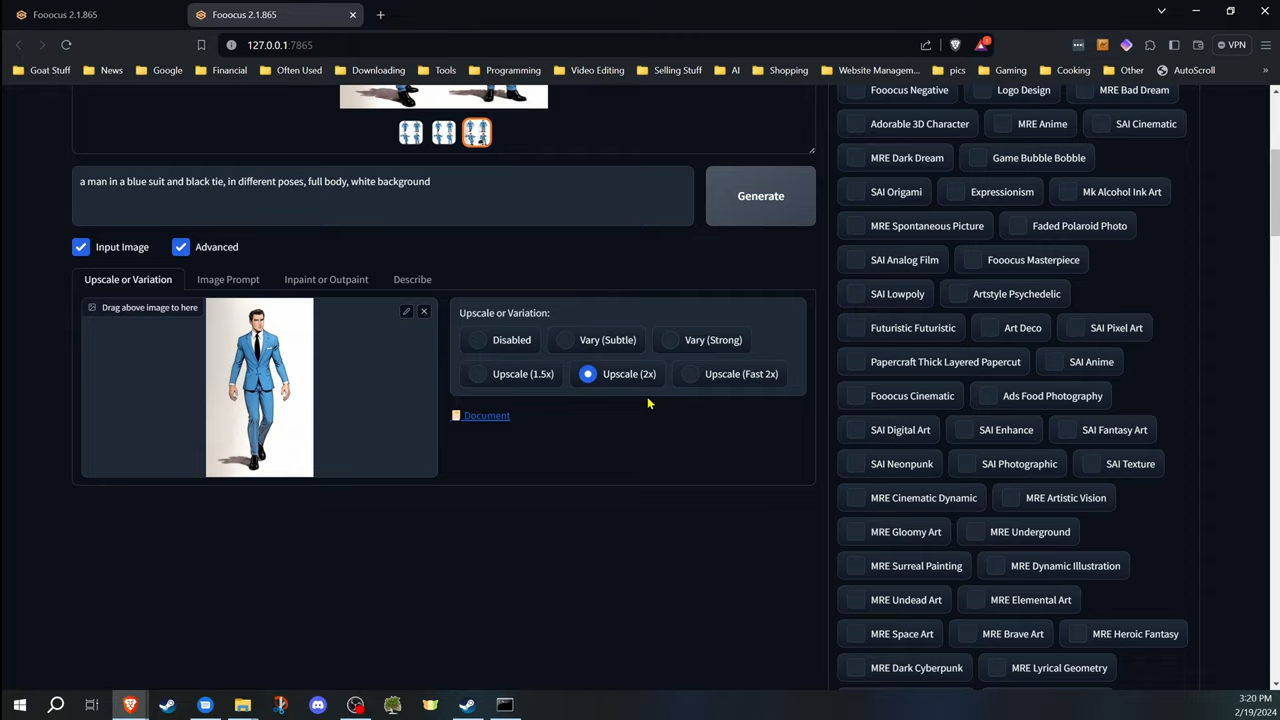 Fooocus 2.1.865
Fooocus 2.1.865
127.0.0.1:7865
VPN
Goat Stuff
News
Google
Financial
Often Used
Downloading
Tools
Programming
Video Editing
Selling Stuff
AI
Shopping
Website Managem...
pics
Gaming
Cooking
Other
AutoScroll
»
a man in a blue suit and black tie, in different poses, full body, white background
Generate
Input Image
Advanced
Upscale or Variation
Image Prompt
Inpaint or Outpaint
Describe
Drag above image to here
Upscale or Variation:
Disabled
Vary (Subtle)
Vary (Strong)
Upscale (1.5x)
Upscale (2x)
Upscale (Fast 2x)
Document
Fooocus Negative
Logo Design
MRE Bad Dream
Adorable 3D Character
MRE Anime
SAI Cinematic
MRE Dark Dream
Game Bubble Bobble
SAI Origami
Expressionism
Mk Alcohol Ink Art
MRE Spontaneous Picture
Faded Polaroid Photo
SAI Analog Film
Fooocus Masterpiece
SAI Lowpoly
Artstyle Psychedelic
Futuristic Futuristic
Art Deco
SAI Pixel Art
Papercraft Thick Layered Papercut
SAI Anime
Fooocus Cinematic
Ads Food Photography
SAI Digital Art
SAI Enhance
SAI Fantasy Art
SAI Neonpunk
SAI Photographic
SAI Texture
MRE Cinematic Dynamic
MRE Artistic Vision
MRE Gloomy Art
MRE Underground
MRE Surreal Painting
MRE Dynamic Illustration
MRE Undead Art
MRE Elemental Art
MRE Space Art
MRE Brave Art
MRE Heroic Fantasy
MRE Dark Cyberpunk
MRE Lyrical Geometry
3:20 PM
2/19/2024